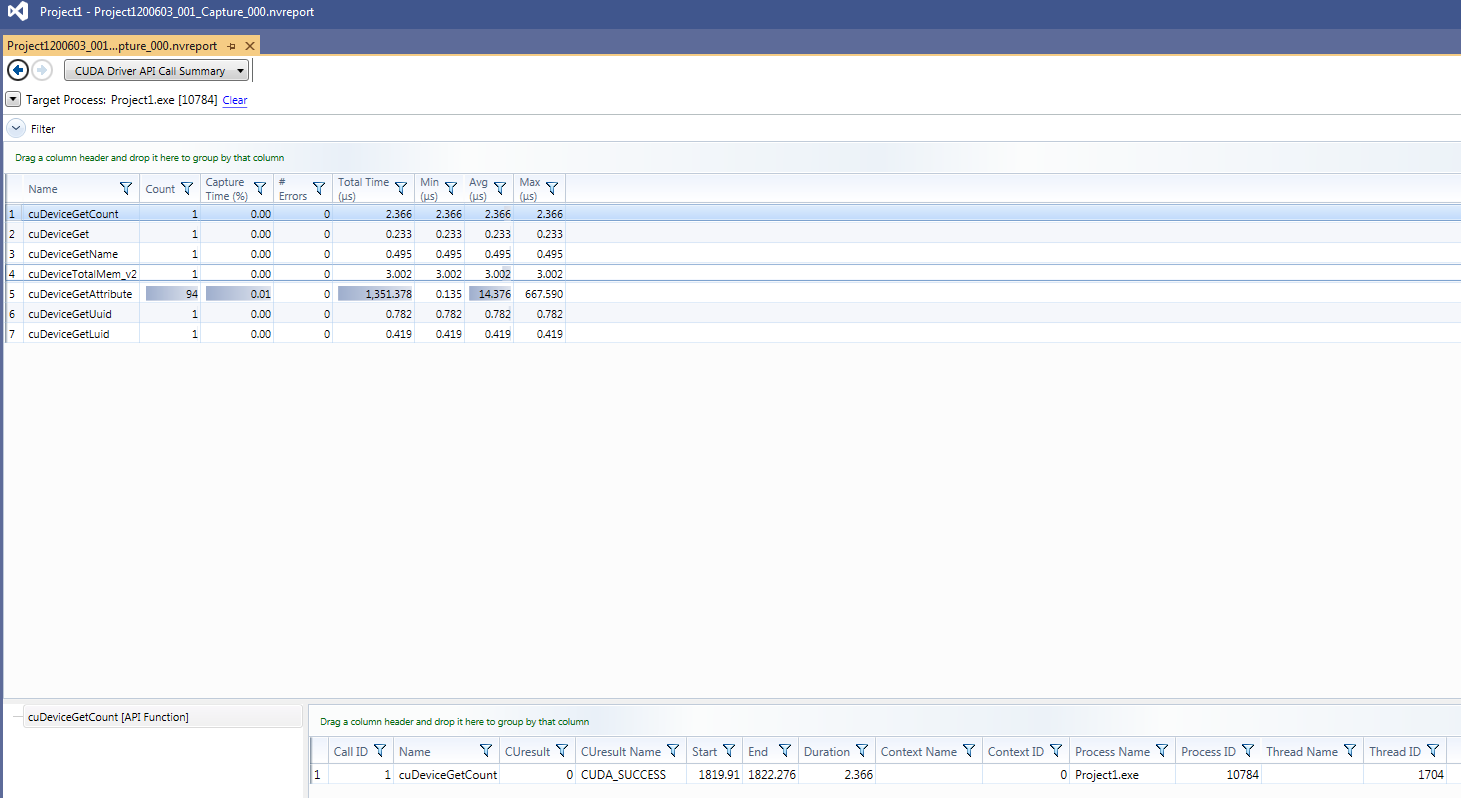 Project1 - Project1200603_001_Capture_000.nvreport
Project1200603_001...pture_000.nvreport
CUDA Driver API Call Summary
Target Process: Project1.exe [10784] Clear
Filter
Drag a column header and drop it here to group by that column
Name Count Capture Time (%) # Errors Total Time (µs) Min (µs) Avg (µs) Max (µs)
1 cuDeviceGetCount 1 0.00 0 2.366 2.366 2.366 2.366
2 cuDeviceGet 1 0.00 0 0.233 0.233 0.233 0.233
3 cuDeviceGetName 1 0.00 0 0.495 0.495 0.495 0.495
4 cuDeviceTotalMem_v2 1 0.00 0 3.002 3.002 3.002 3.002
5 cuDeviceGetAttribute 94 0.01 0 1,351.378 0.135 14.376 667.590
6 cuDeviceGetUuid 1 0.00 0 0.782 0.782 0.782 0.782
7 cuDeviceGetLuid 1 0.00 0 0.419 0.419 0.419 0.419
cuDeviceGetCount [API Function]
Drag a column header and drop it here to group by that column
Call ID Name CUresult CUresult Name Start End Duration Context Name Context ID Process Name Process ID Thread Name Thread ID
1 1 cuDeviceGetCount 0 CUDA_SUCCESS 1819.91 1822.276 2.366 0 Project1.exe 10784 1704